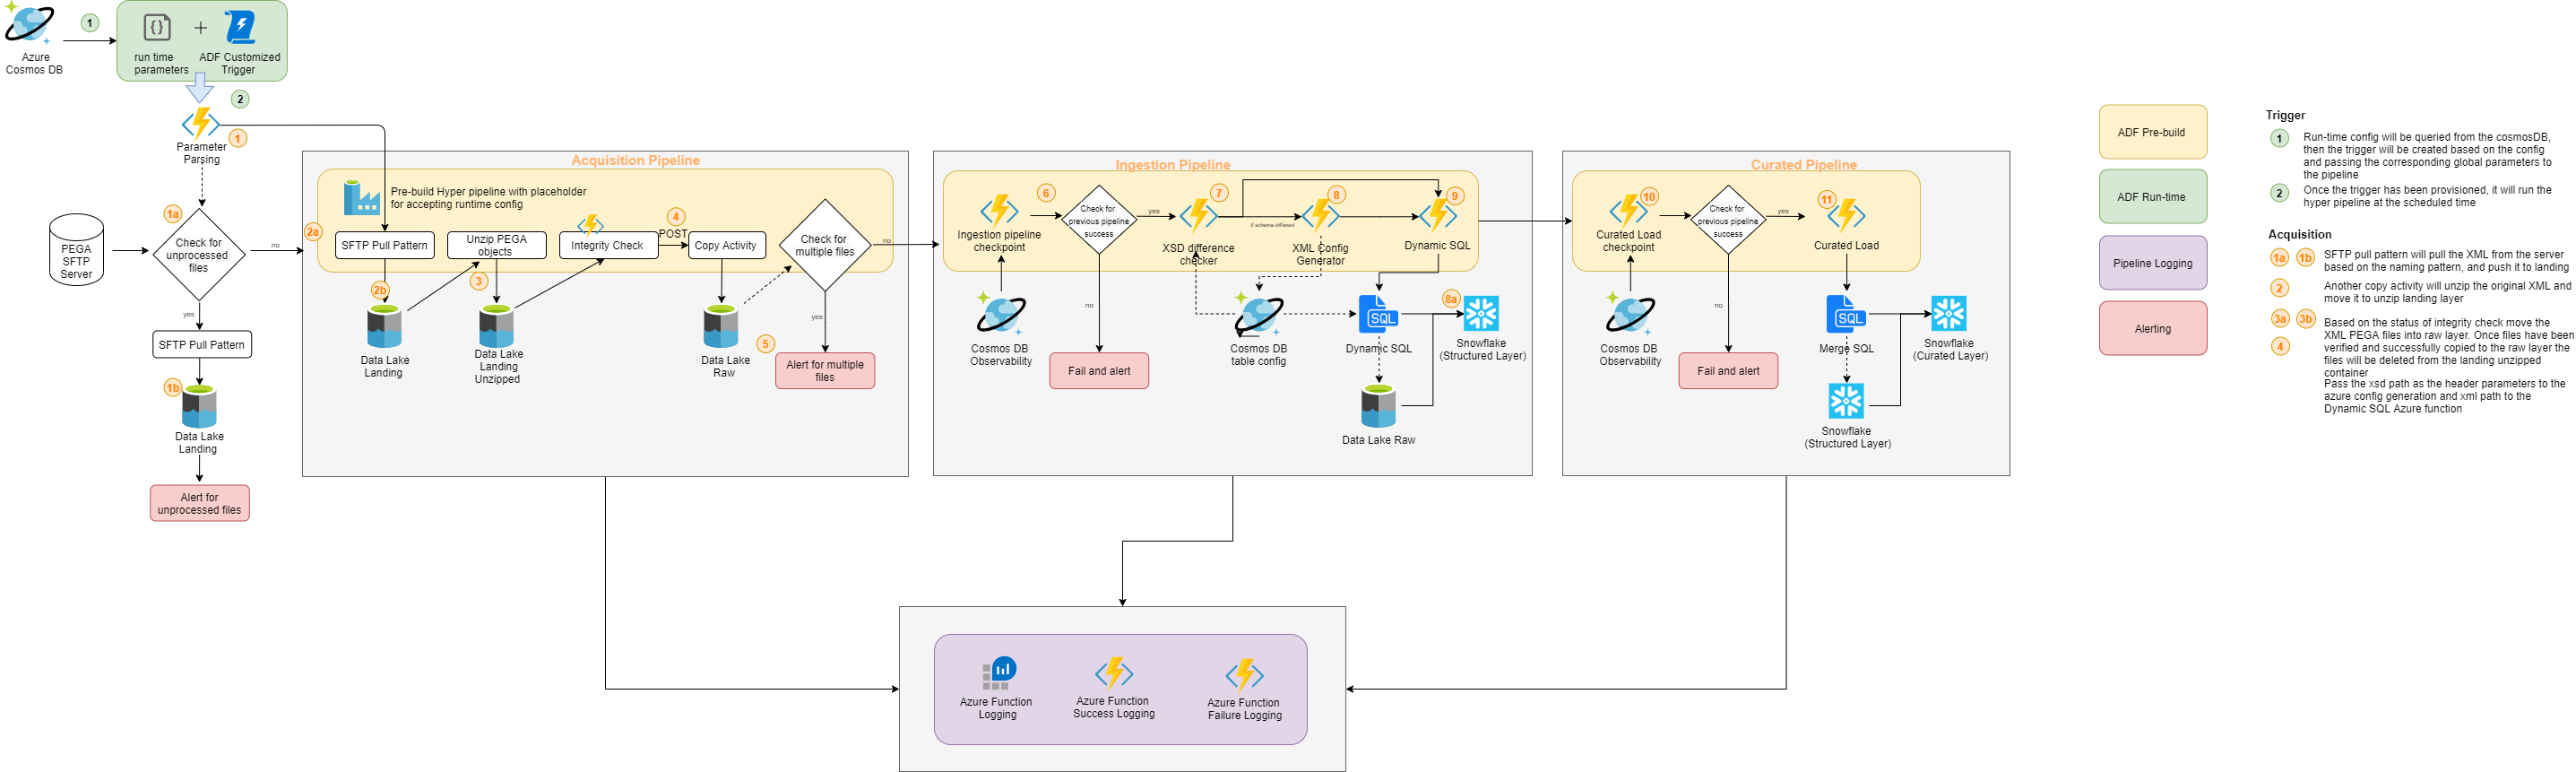 1
Azure
Cosmos DB
{}
+
run time
parameters
ADF Customized
Trigger
2
1
Parameter
Parsing
PEGA
SFTP
Server
1a
Check for
unprocessed
files
no
yes
SFTP Pull Pattern
1b
Data Lake
Landing
Alert for
unprocessed files
Acquisition Pipeline
Pre-build Hyper pipeline with placeholder
for accepting runtime config
2a
SFTP Pull Pattern
Unzip PEGA
objects
Integrity Check
4
POST
Copy Activity
Check for
multiple files
no
2b
3
Data Lake
Landing
Data Lake
Landing
Unzipped
Data Lake
Raw
5
yes
Alert for multiple
files
Ingestion Pipeline
Ingestion pipeline
checkpoint
6
Check for
previous pipeline
success
yes
7
XSD difference
checker
if schema different
8
XML Config
Generator
9
Dynamic SQL
no
Cosmos DB
Observability
Fail and alert
Cosmos DB
table config
SQL
Dynamic SQL
8a
Snowflake
(Structured Layer)
Data Lake Raw
Curated Pipeline
10
Curated Load
checkpoint
Check for
previous pipeline
success
yes
11
Curated Load
no
Cosmos DB
Observability
Fail and alert
SQL
Merge SQL
Snowflake
(Curated Layer)
Snowflake
(Structured Layer)
Azure Function
Logging
Azure Function
Success Logging
Azure Function
Failure Logging
ADF Pre-build
ADF Run-time
Pipeline Logging
Alerting
Trigger
1
Run-time config will be queried from the cosmosDB,
then the trigger will be created based on the config
and passing the corresponding global parameters to
the pipeline
2
Once the trigger has been provisioned, it will run the
hyper pipeline at the scheduled time
Acquisition
1a 1b
SFTP pull pattern will pull the XML from the server
based on the naming pattern, and push it to landing
2
Another copy activity will unzip the original XML and
move it to unzip landing layer
3a 3b
4
Based on the status of integrity check move the
XML PEGA files into raw layer. Once files have been
verified and successfully copied to the raw layer the
files will be deleted from the landing unzipped
container
Pass the xsd path as the header parameters to the
azure config generation and xml path to the
Dynamic SQL Azure function